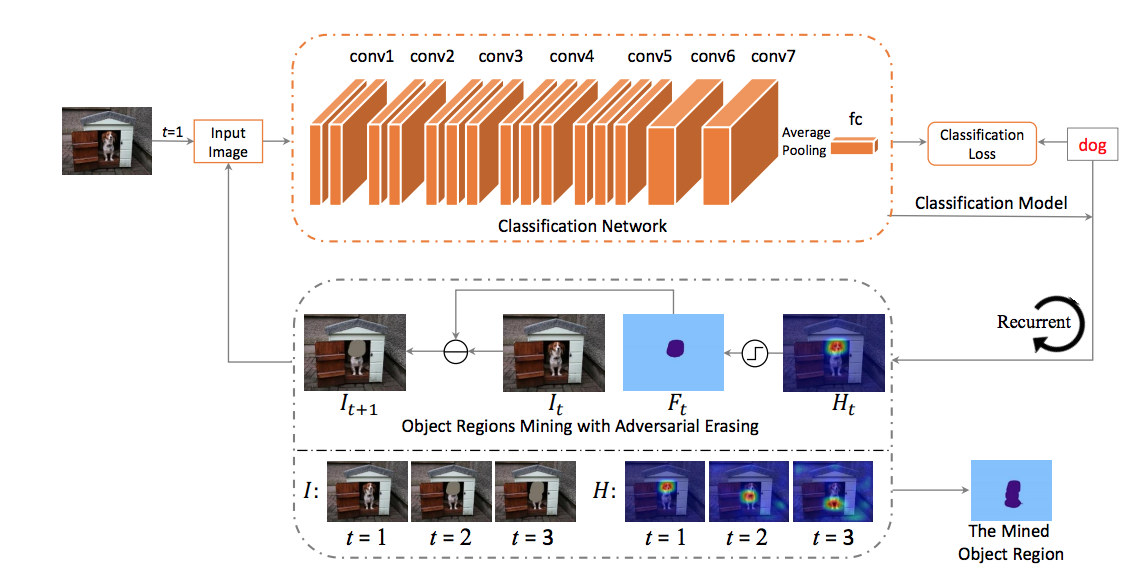 conv1 conv2 conv3 conv4 conv5 conv6 conv7
t=1
Input
Image
Average
Pooling
fc
Classification
Loss
dog
Classification Network
Classification Model
Recurrent
I_{t+1}
I_t
F_t
H_t
Object Regions Mining with Adversarial Erasing
I:
H:
t = 1 t = 2 t = 3 t = 1 t = 2 t = 3
The Mined
Object Region